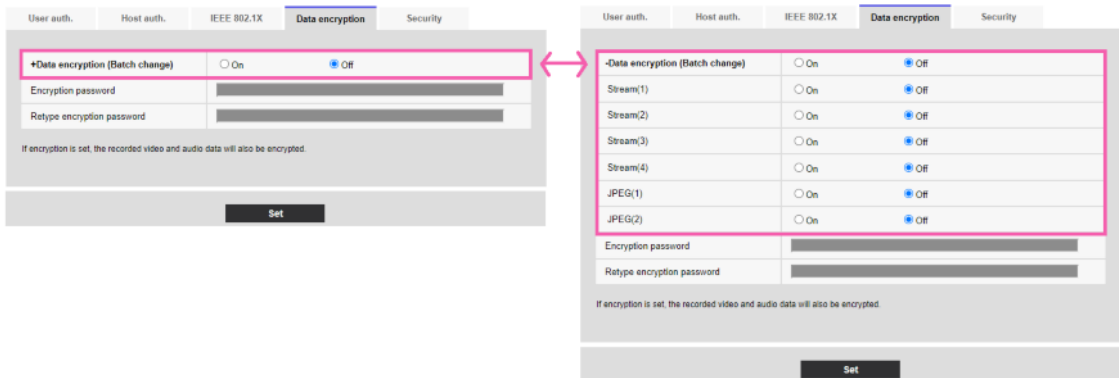 User auth. Host auth. IEEE 802.1X Data encryption Security
+Data encryption (Batch change) On Off
Encryption password
Retype encryption password
If encryption is set, the recorded video and audio data will also be encrypted.
Set
User auth. Host auth. IEEE 802.1X Data encryption Security
-Data encryption (Batch change) On Off
Stream(1) On Off
Stream(2) On Off
Stream(3) On Off
Stream(4) On Off
JPEG(1) On Off
JPEG(2) On Off
Encryption password
Retype encryption password
If encryption is set, the recorded video and audio data will also be encrypted.
Set